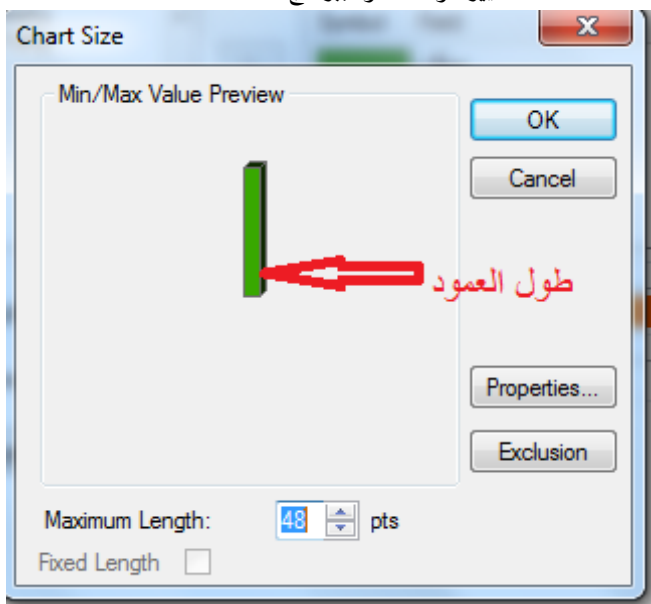 Chart Size
Min/Max Value Preview
OK
Cancel
طول العمود
Properties...
Exclusion
Maximum Length: 48 pts
Fixed Length